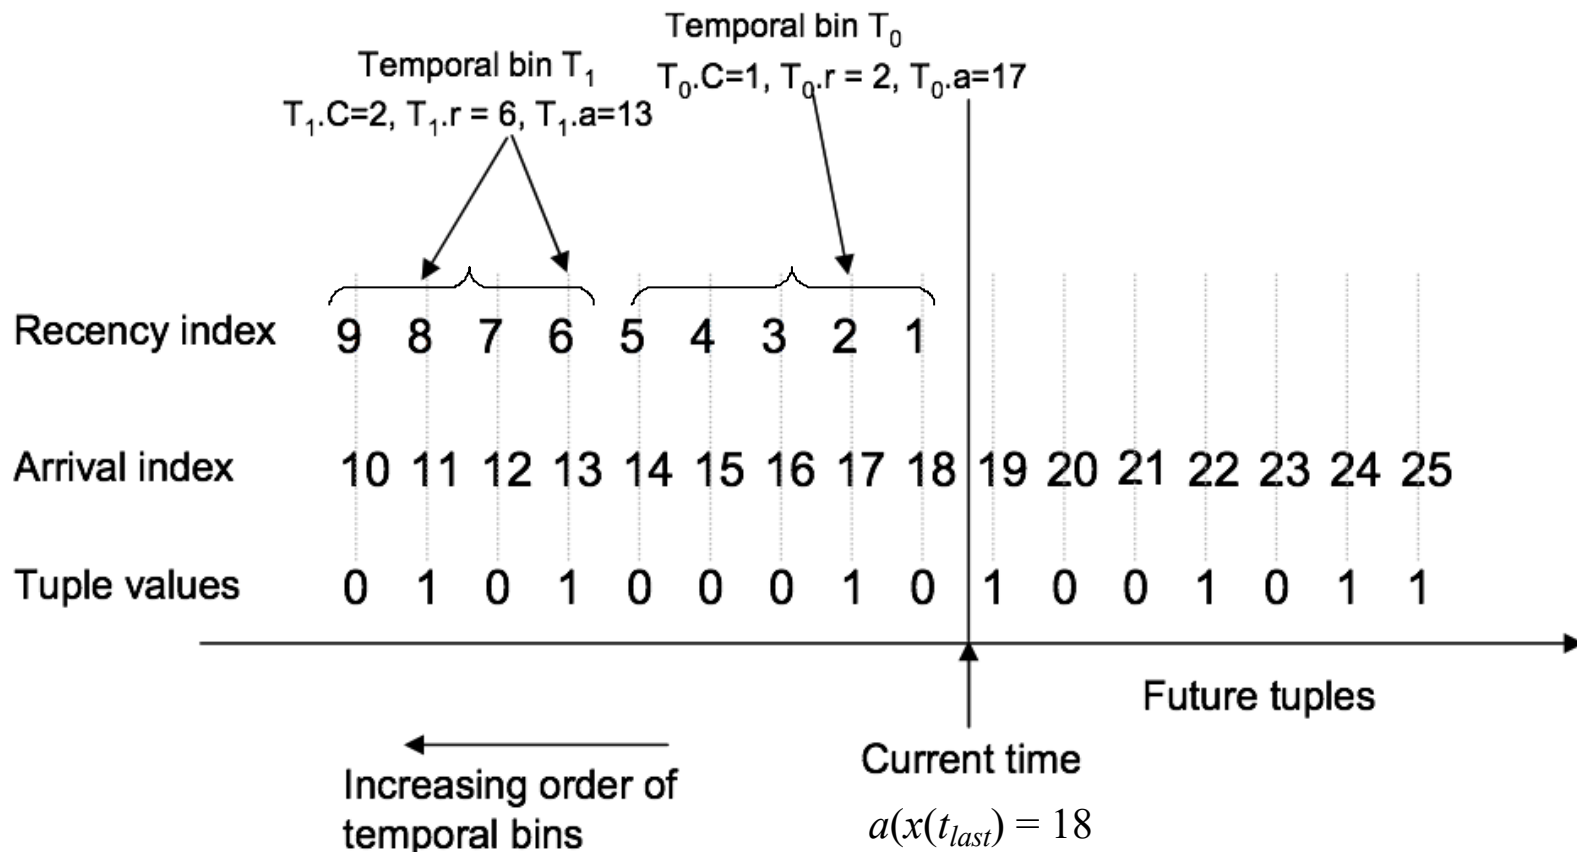 Temporal bin T₀
T₀.C=1, T₀.r = 2, T₀.a=17
Temporal bin T₁
T₁.C=2, T₁.r = 6, T₁.a=13
Recency index 9 8 7 6 5 4 3 2 1
Arrival index 10 11 12 13 14 15 16 17 18 19 20 21 22 23 24 25
Tuple values 0 1 0 1 0 0 0 1 0 1 0 0 1 0 1 1
Future tuples
Current time
a(x(t_last) = 18
Increasing order of
temporal bins